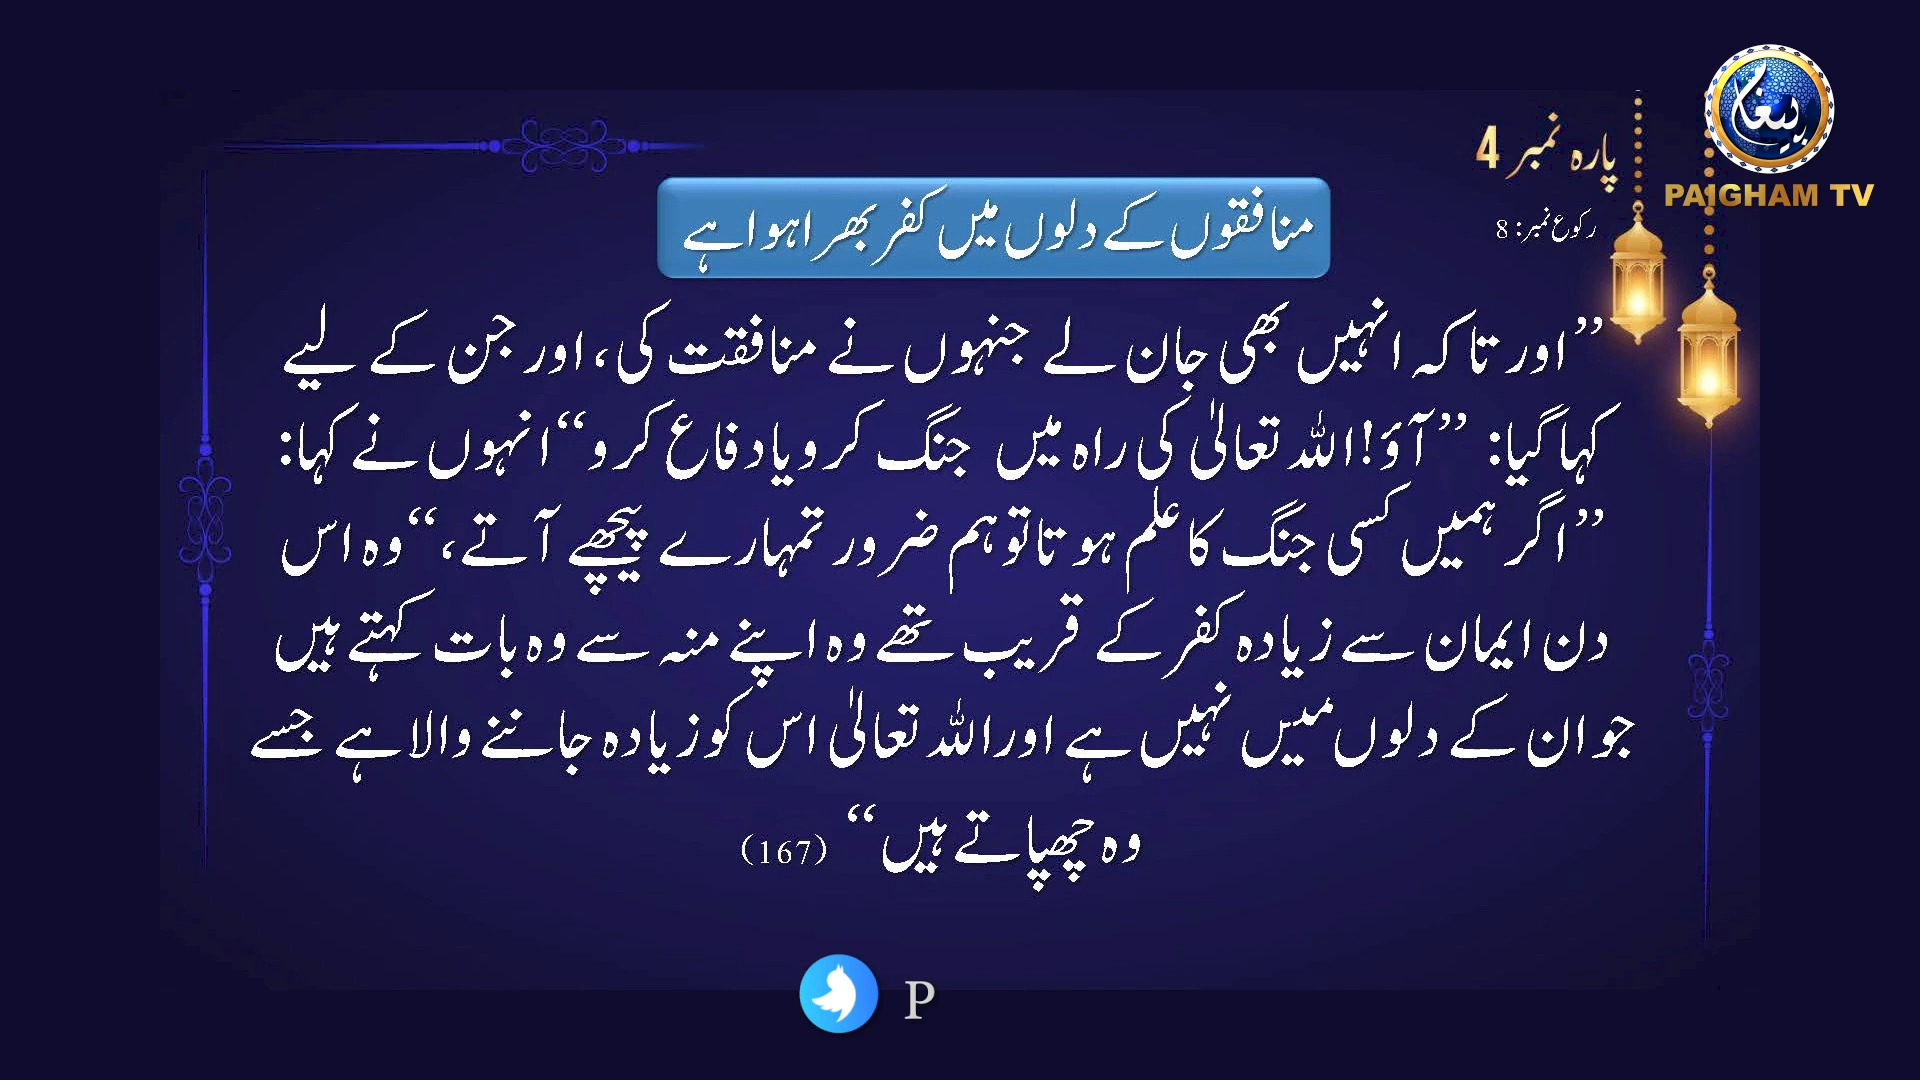 پیغام
PAIGHAM TV
پارہ نمبر 4
رکوع نمبر: 8
منافقوں کے دلوں میں کفر بھرا ہوا ہے
’’اور تاکہ انہیں بھی جان لے جنہوں نے منافقت کی، اور جن کے لیے
کہا گیا: ’’آؤ! اللہ تعالیٰ کی راہ میں جنگ کرو یا دفاع کرو‘‘ انہوں نے کہا:
’’اگر ہمیں کسی جنگ کا علم ہوتا تو ہم ضرور تمہارے پیچھے آتے،‘‘ وہ اس
دن ایمان سے زیادہ کفر کے قریب تھے وہ اپنے منہ سے وہ بات کہتے ہیں
جو ان کے دلوں میں نہیں ہے اور اللہ تعالیٰ اس کو زیادہ جاننے والا ہے جسے
وہ چھپاتے ہیں‘‘ (167)
P